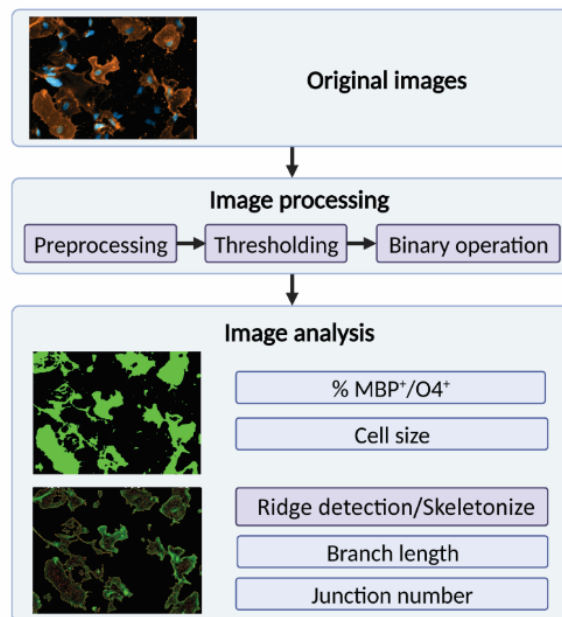 Original images
Image processing
Preprocessing
Thresholding
Binary operation
Image analysis
% MBP⁺/O4⁺
Cell size
Ridge detection/Skeletonize
Branch length
Junction number